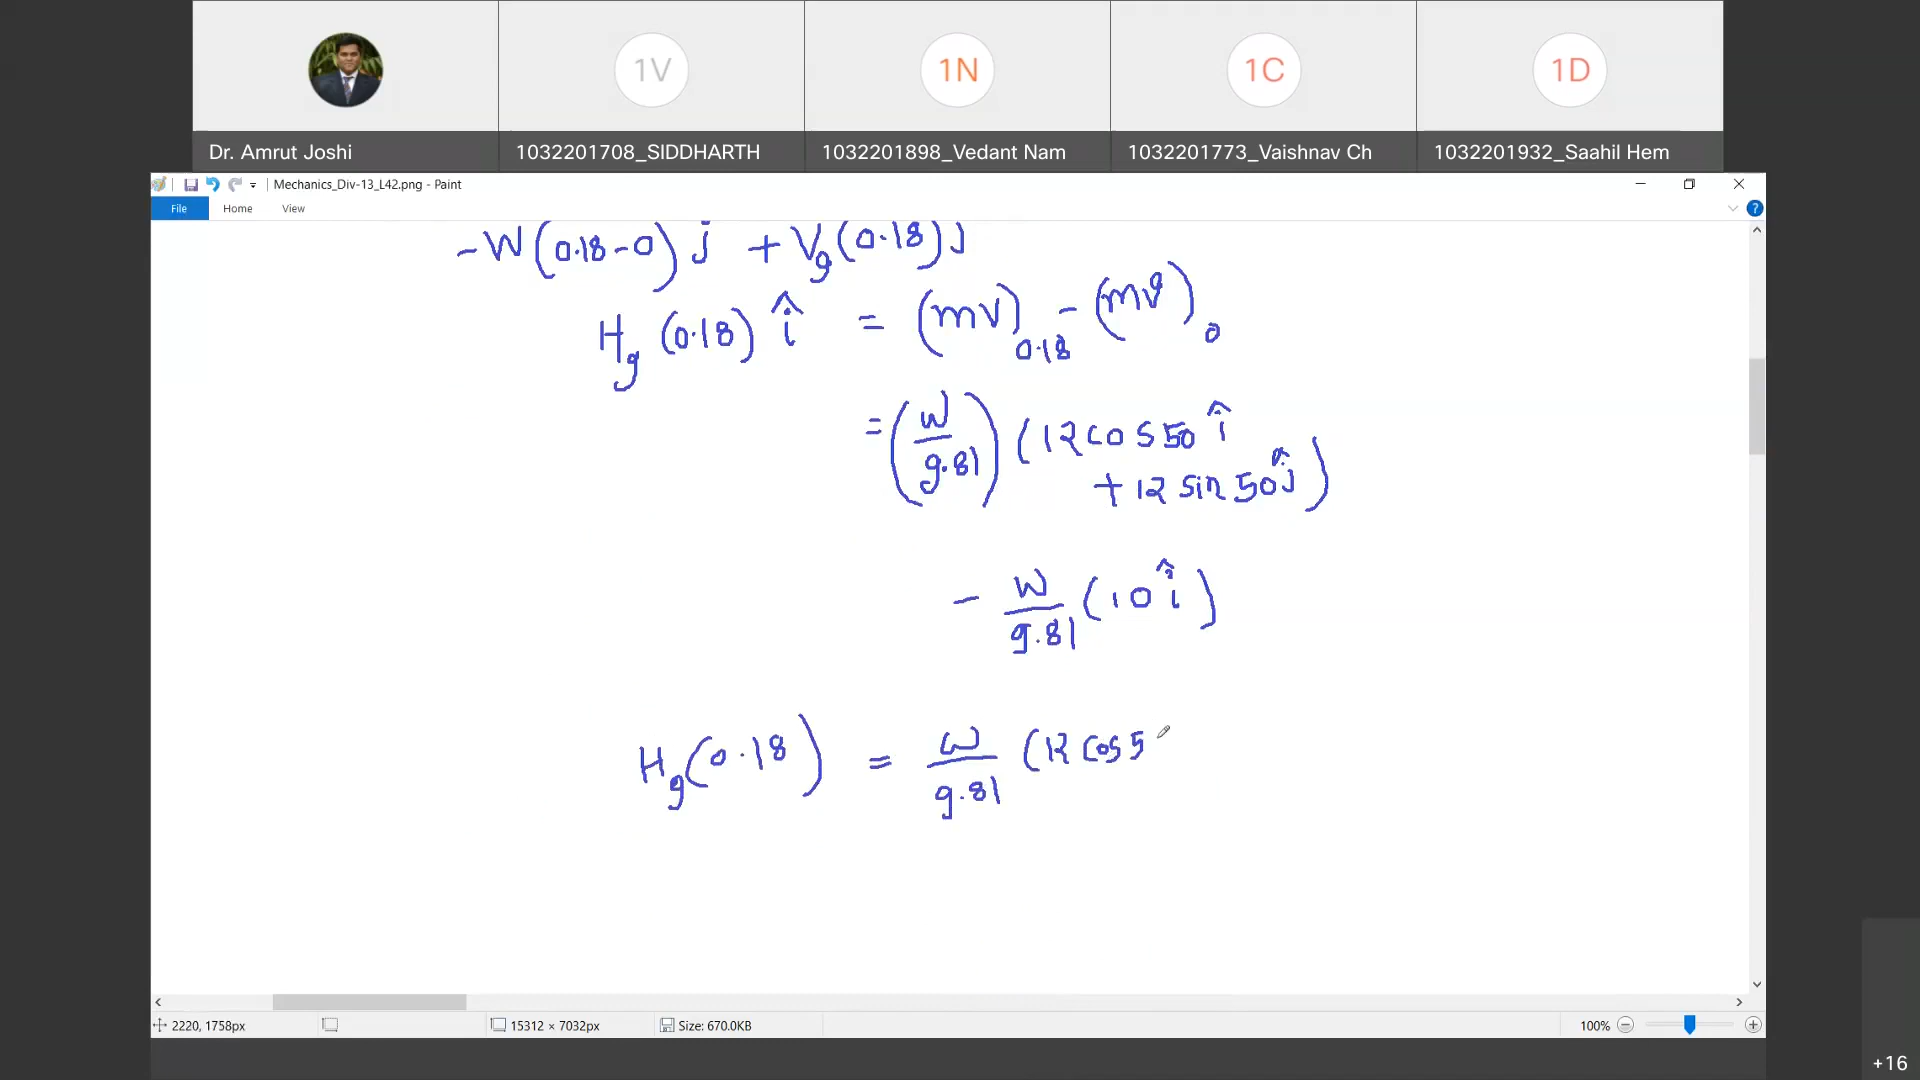 1V
1N
1C
1D
Dr. Amrut Joshi
1032201708_SIDDHARTH
1032201898_Vedant Nam
1032201773_Vaishnav Ch
1032201932_Saahil Hem
Mechanics_Div-13_L42.png - Paint
File Home View
-W(0.18-0) j + Vg(0.18)j
Hg (0.18) î = (mv)0.18 - (mv)0
= (W/9.81) (12 cos 50 î
+ 12 sin 50 ĵ)
- W/9.81 (10 î)
Hg(0.18) = W/9.81 (12 cos 5
2220, 1758px
15312 × 7032px
Size: 670.0KB
100%
+16